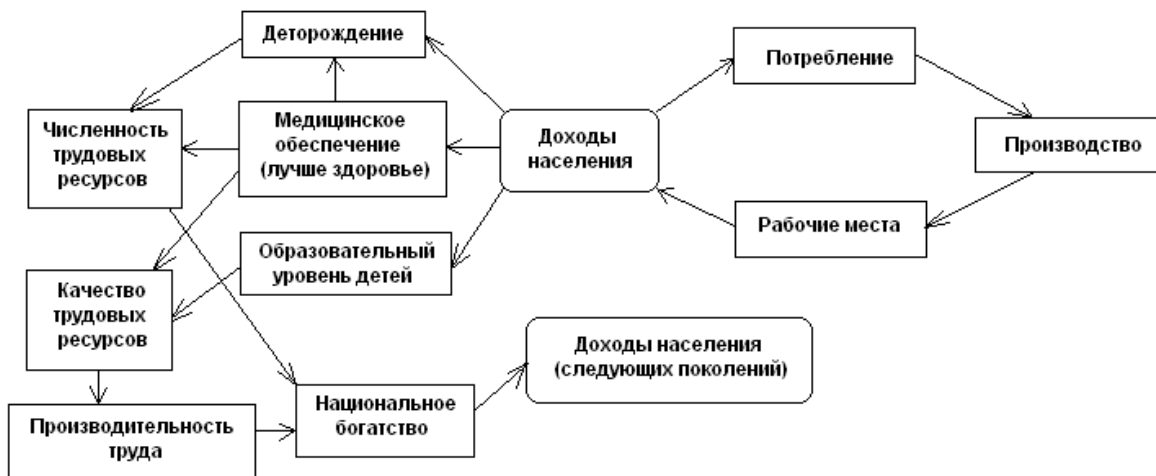 Деторождение
Потребление
Численность
трудовых
ресурсов
Медицинское
обеспечение
(лучше здоровье)
Доходы
населения
Производство
Рабочие места
Образовательный
уровень детей
Качество
трудовых
ресурсов
Доходы населения
(следующих поколений)
Национальное
богатство
Производительность
труда